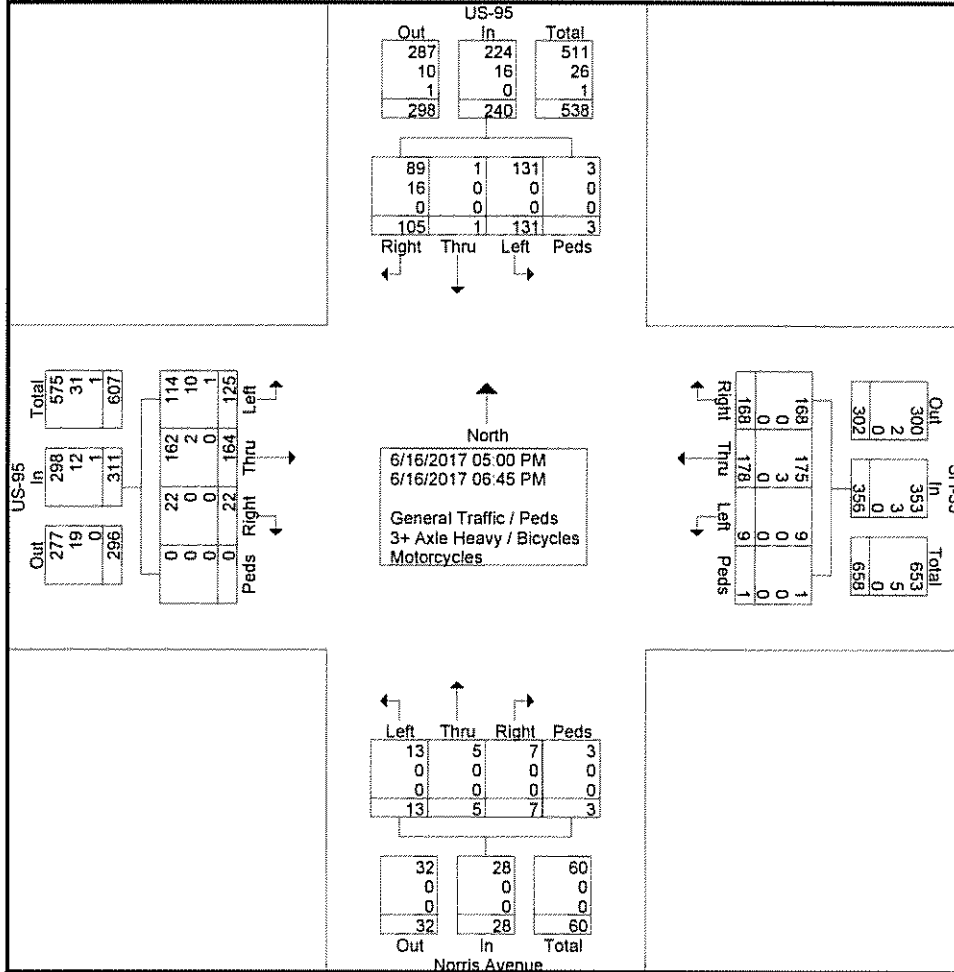 US-95
Out In Total
287 224 511
10 16 26
1 0 1
298 240 538
89 1 131 3
16 0 0 0
0 0 0 0
105 1 131 3
Right Thru Left Peds
US-95
Total
575 31 1 607
In
298 12 1 311
Out
277 19 0 296
114 10 1 125
Left
162 2 0 164
Thru
22 0 0 22
Right
0 0 0 0
Peds
North
6/16/2017 05:00 PM
6/16/2017 06:45 PM
General Traffic / Peds
3+ Axle Heavy / Bicycles
Motorcycles
Right
168 0 0 168
Thru
175 3 0 178
Left
9 0 0 9
Peds
1 0 0 1
Out
300 2 0 302
In
353 3 0 356
Total
653 5 0 658
Left Thru Right Peds
13 5 7 3
0 0 0 0
0 0 0 0
13 5 7 3
32 28 60
0 0 0
0 0 0
32 28 60
Out In Total
Norris Avenue